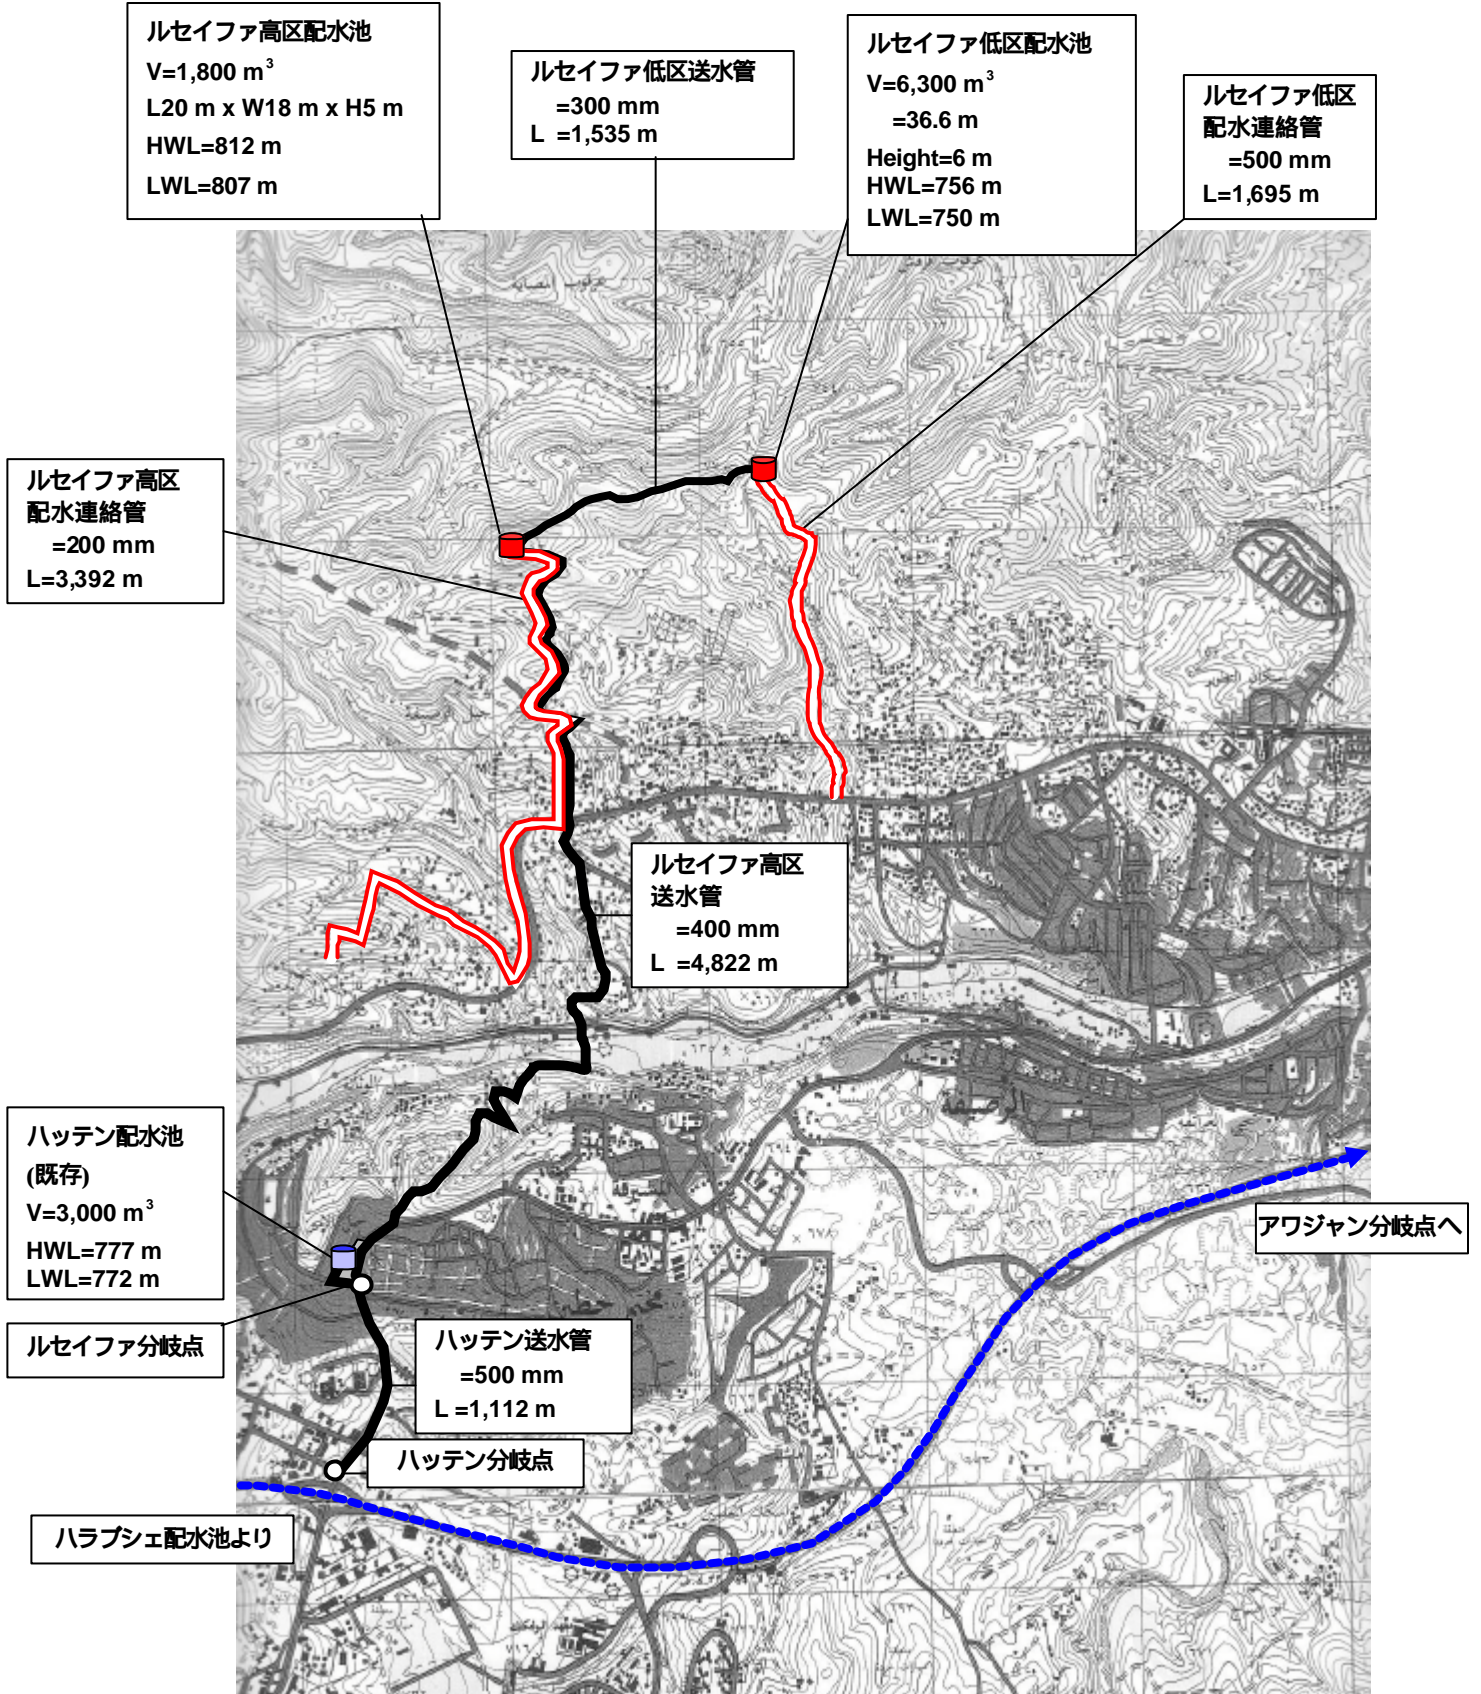 ルセイファ高区配水池
V=1,800 m³
L20 m x W18 m x H5 m
HWL=812 m
LWL=807 m
ルセイファ低区送水管
=300 mm
L =1,535 m
ルセイファ低区配水池
V=6,300 m³
=36.6 m
Height=6 m
HWL=756 m
LWL=750 m
ルセイファ低区
配水連絡管
=500 mm
L=1,695 m
ルセイファ高区
配水連絡管
=200 mm
L=3,392 m
ルセイファ高区
送水管
=400 mm
L =4,822 m
ハッテン配水池
(既存)
V=3,000 m³
HWL=777 m
LWL=772 m
アワジャン分岐点へ
ルセイファ分岐点
ハッテン送水管
=500 mm
L =1,112 m
ハッテン分岐点
ハラブシェ配水池より